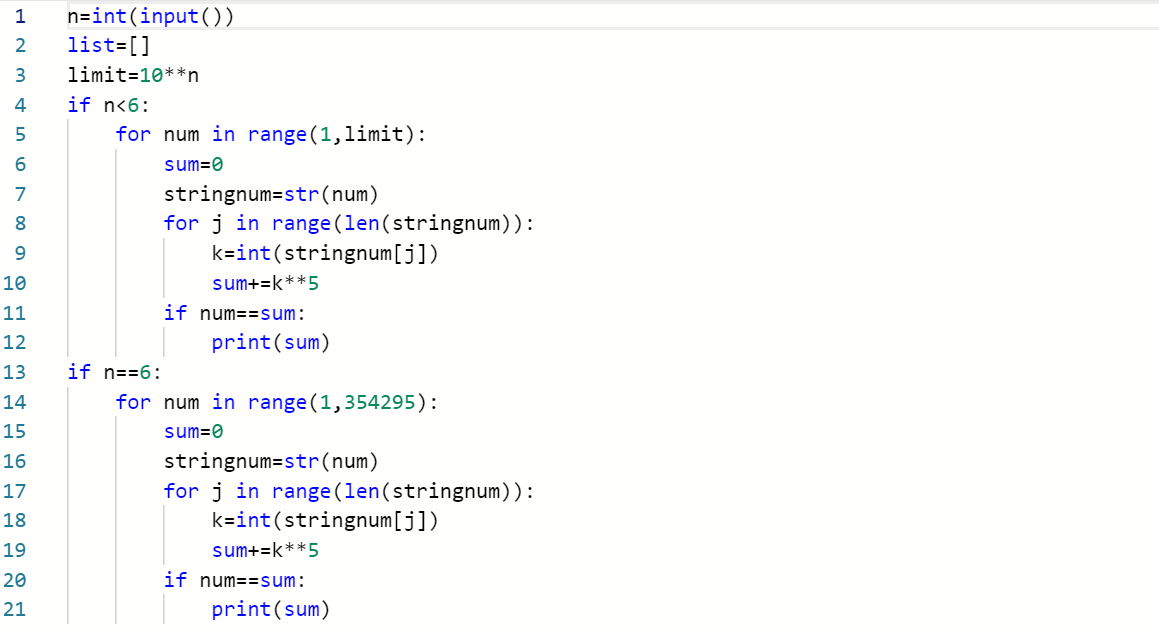 1 n=int(input())
2 list=[]
3 limit=10**n
4 if n<6:
5     for num in range(1,limit):
6         sum=0
7         stringnum=str(num)
8         for j in range(len(stringnum)):
9             k=int(stringnum[j])
10             sum+=k**5
11         if num==sum:
12             print(sum)
13 if n==6:
14     for num in range(1,354295):
15         sum=0
16         stringnum=str(num)
17         for j in range(len(stringnum)):
18             k=int(stringnum[j])
19             sum+=k**5
20         if num==sum:
21             print(sum)